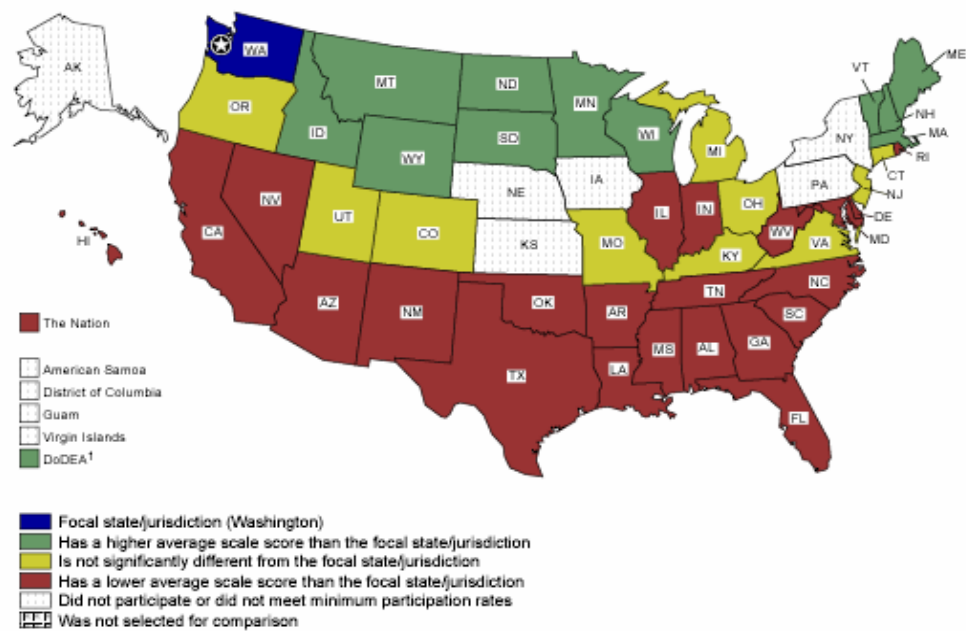 AK
WA
MT
ND
MN
VT
ME
OR
ID
SD
WI
NH
MA
WY
MI
NY
RI
CT
NE
IA
PA
NJ
NV
UT
CO
IL
IN
OH
DE
HI
CA
KS
MO
WV
VA
MD
KY
AZ
NM
OK
AR
TN
NC
SC
MS
AL
GA
TX
LA
FL
The Nation
American Samoa
District of Columbia
Guam
Virgin Islands
DoDEA¹
Focal state/jurisdiction (Washington)
Has a higher average scale score than the focal state/jurisdiction
Is not significantly different from the focal state/jurisdiction
Has a lower average scale score than the focal state/jurisdiction
Did not participate or did not meet minimum participation rates
Was not selected for comparison